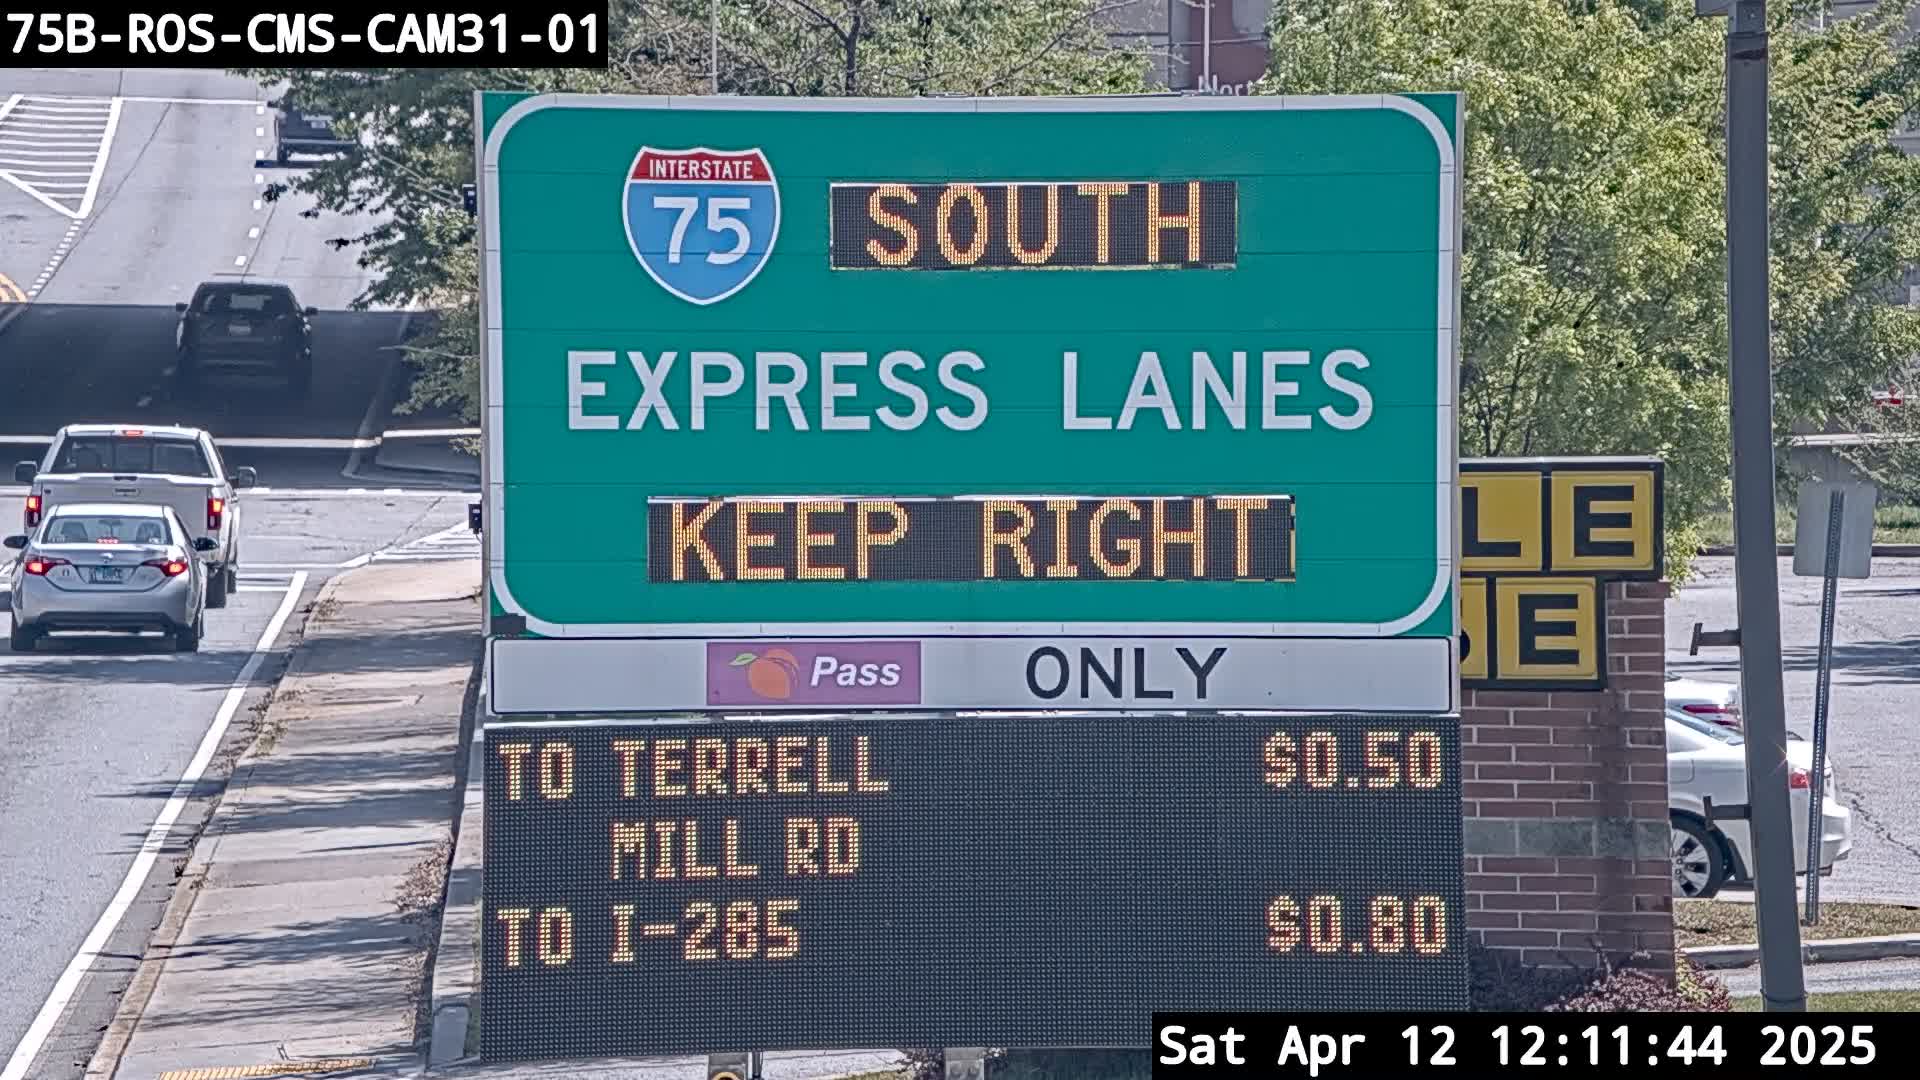 75B-ROS-CMS-CAM31-01
INTERSTATE
75
SOUTH
EXPRESS LANES
KEEP RIGHT
Pass ONLY
TO TERRELL $0.50
MILL RD
TO I-285 $0.80
LE
E
Sat Apr 12 12:11:44 2025